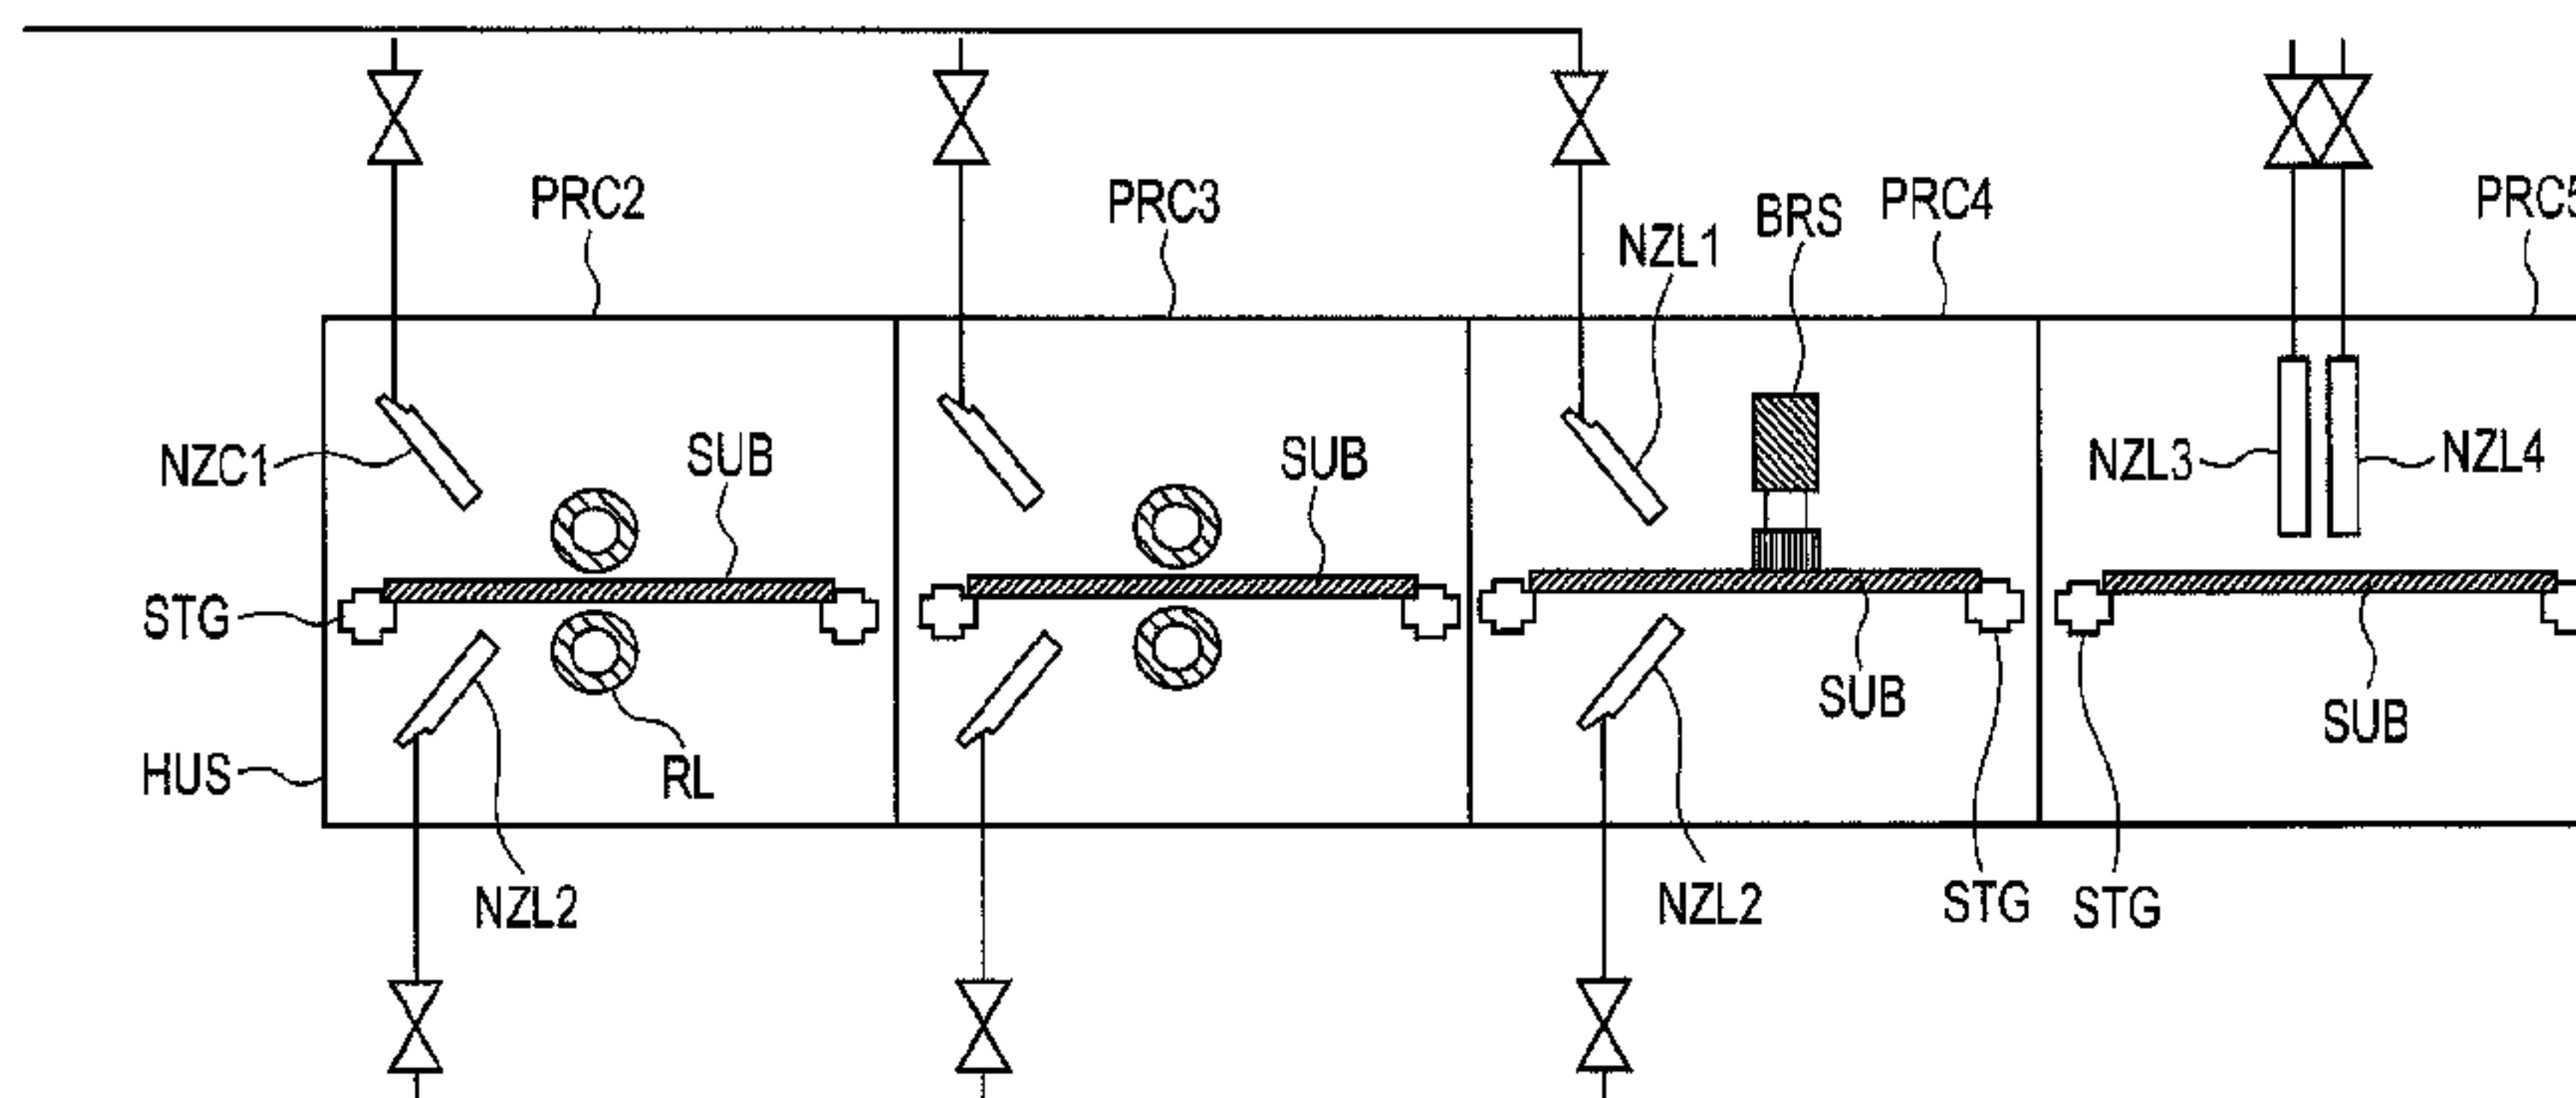 PRC2
PRC3
BRS
PRC4
PRC5
NZL1
NZC1
SUB
SUB
NZL3
NZL4
STG
SUB
SUB
HUS
RL
NZL2
NZL2
STG
STG